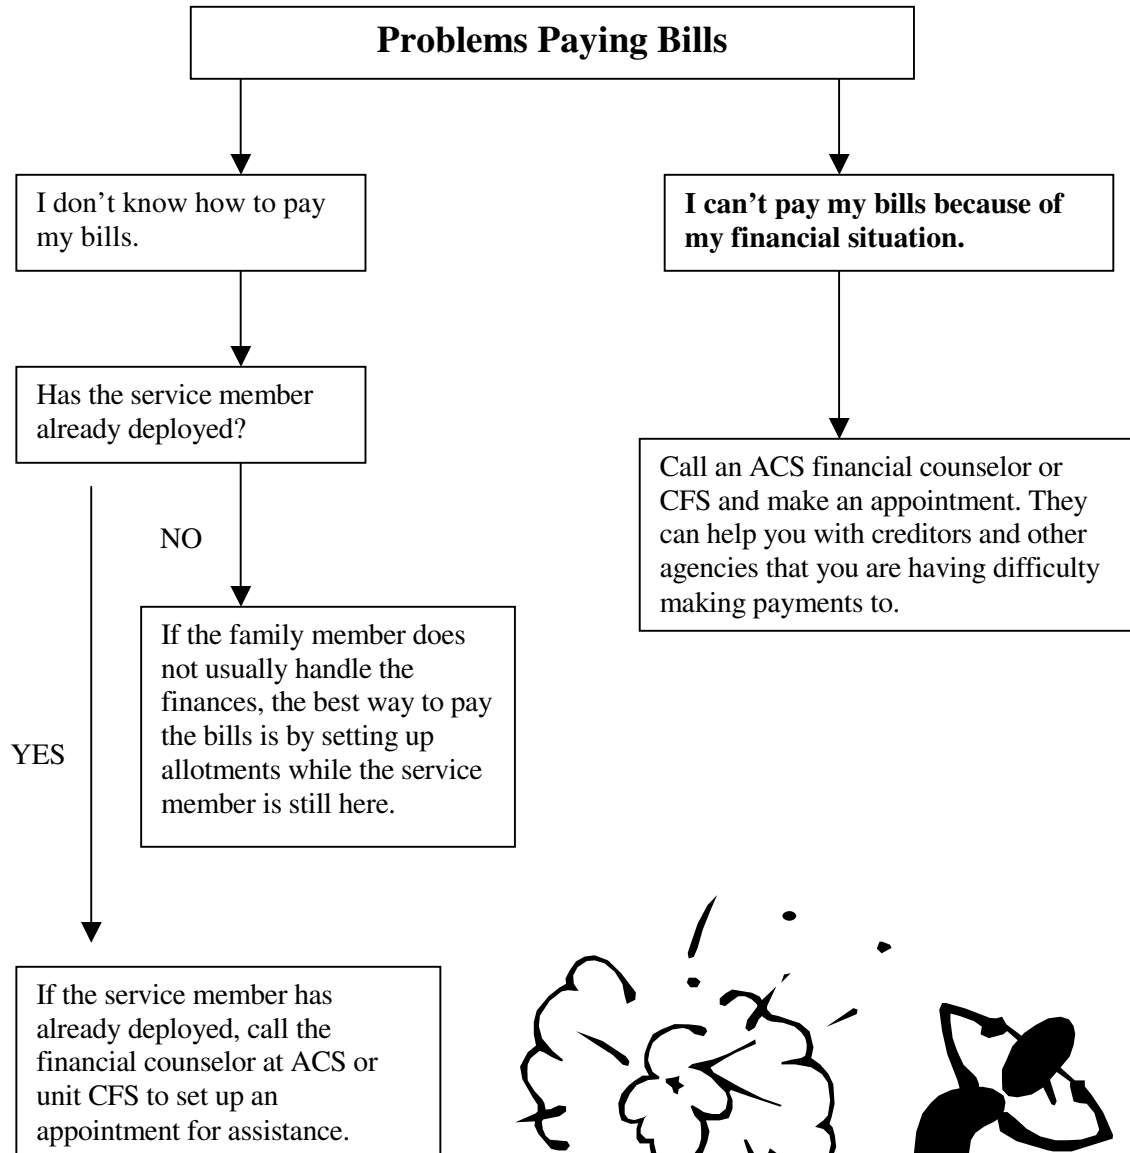 Problems Paying Bills
I don't know how to pay
my bills.
I can't pay my bills because of
my financial situation.
Has the service member
already deployed?
Call an ACS financial counselor or
CFS and make an appointment. They
can help you with creditors and other
agencies that you are having difficulty
making payments to.
NO
If the family member does
not usually handle the
finances, the best way to pay
the bills is by setting up
allotments while the service
member is still here.
YES
If the service member has
already deployed, call the
financial counselor at ACS or
unit CFS to set up an
appointment for assistance.